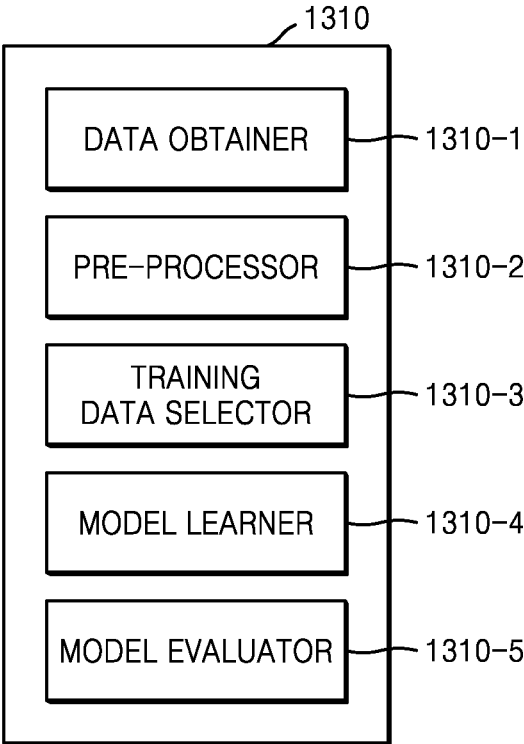 1310
DATA OBTAINER
1310-1
PRE-PROCESSOR
1310-2
TRAINING
DATA SELECTOR
1310-3
MODEL LEARNER
1310-4
MODEL EVALUATOR
1310-5